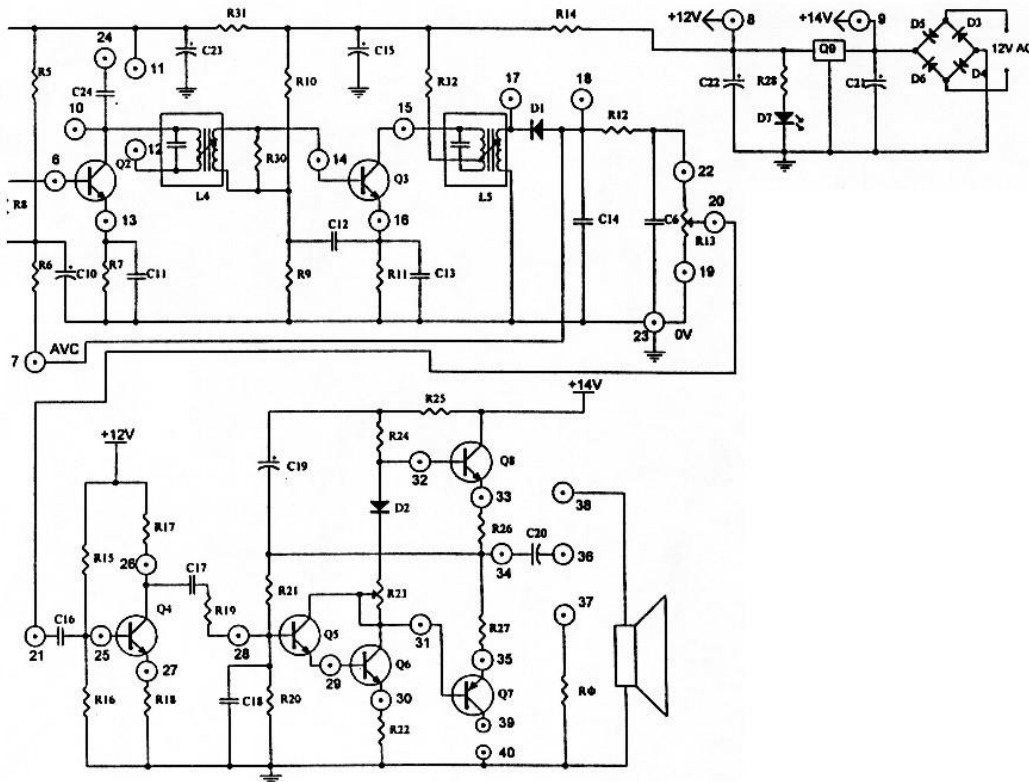 R31
R14
+12V
8
+14V
9
D5
D3
24
C23
C15
Q9
12V AC
11
R5
R10
R32
17
18
C22
R28
C21
D6
D4
C24
10
15
D1
R12
D7
6
Q2
12
R30
14
Q3
22
L4
L5
R8
13
16
C14
C6
20
R13
C12
R6
C10
R7
C11
R9
R11
C13
19
23
0V
7
AVC
+14V
R25
+12V
R24
Q8
C19
32
33
38
D2
R17
R26
C20
R15
26
34
36
C17
R21
R23
37
C16
Q4
R19
Q5
R27
21
25
28
31
Q6
35
27
29
30
Q7
R16
R18
C18
R20
RΦ
R22
39
40